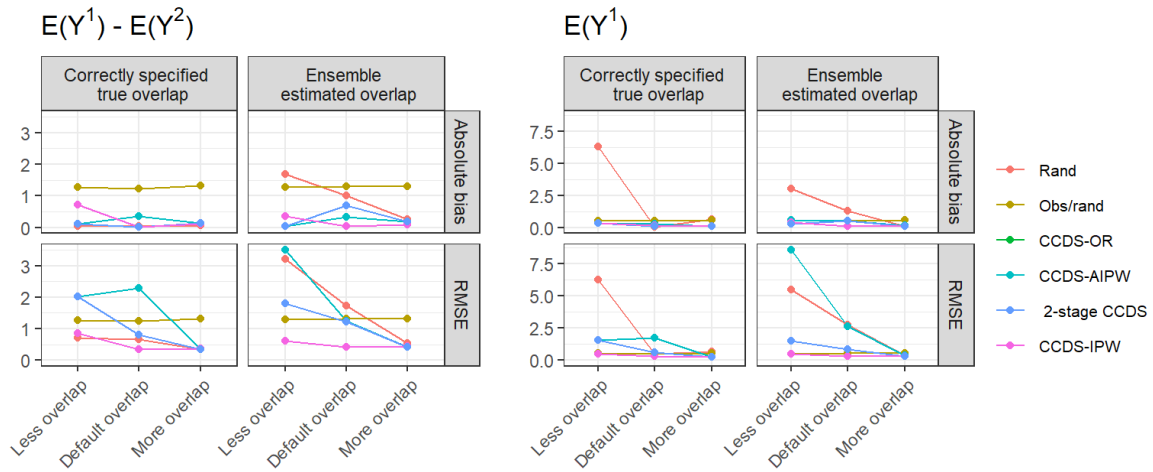 E(Y¹) - E(Y²)
Correctly specified
true overlap
Ensemble
estimated overlap
3
2
1
0
Absolute bias
3
2
1
0
RMSE
Less overlap
Default overlap
More overlap
Less overlap
Default overlap
More overlap
E(Y¹)
Correctly specified
true overlap
Ensemble
estimated overlap
7.5
5.0
2.5
0.0
Absolute bias
7.5
5.0
2.5
0.0
RMSE
Less overlap
Default overlap
More overlap
Less overlap
Default overlap
More overlap
Rand
Obs/rand
CCDS-OR
CCDS-AIPW
2-stage CCDS
CCDS-IPW